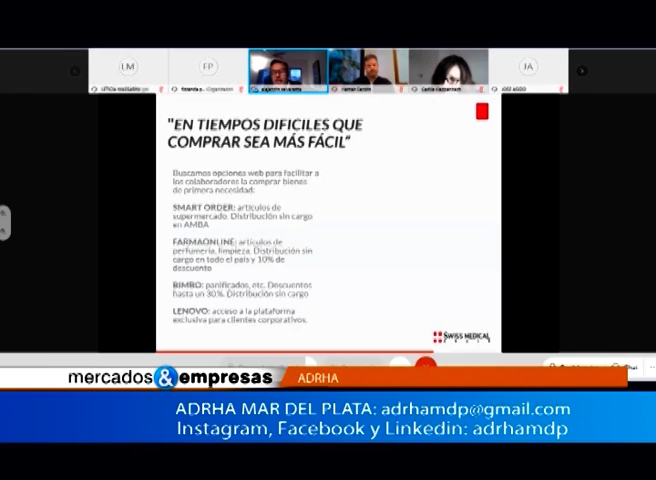 LM
FP
JA
"EN TIEMPOS DIFICILES QUE
COMPRAR SEA MÁS FÁCIL"
Buscamos opciones web para facilitar a
los colaboradores la comprar bienes
de primera necesidad:
SMART ORDER: artículos de
supermercado. Distribución sin cargo
en AMBA
FARMAONLINE: artículos de
perfumería, limpieza. Distribución sin
cargo en todo el país y 10% de
descuento
BIMBO: panificados, etc. Descuentos
hasta un 30%. Distribución sin cargo
LENOVO: acceso a la plataforma
exclusiva para clientes corporativos.
SWISS MEDICAL
mercados&empresas
ADRHA
ADRHA MAR DEL PLATA: adrhamdp@gmail.com
Instagram, Facebook y Linkedin: adrhamdp